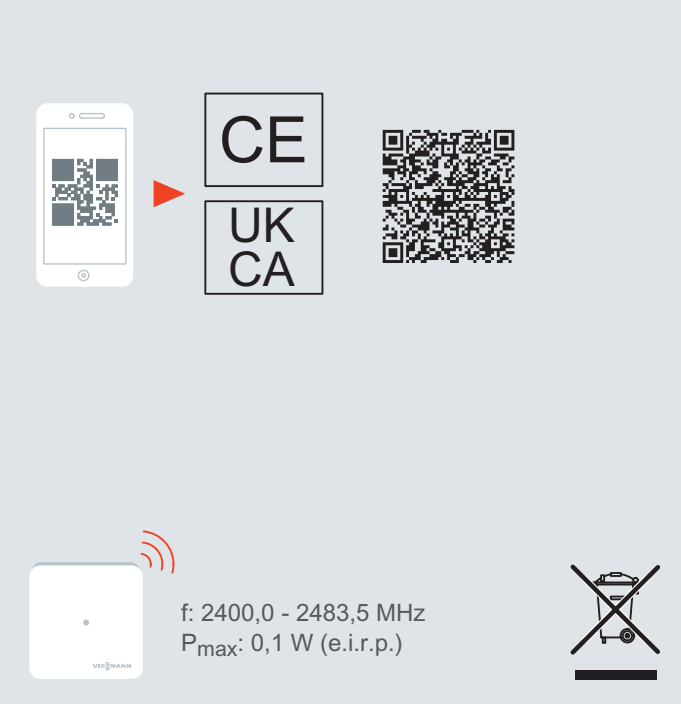 CE
UK
CA
VIESMANN
f: 2400,0 - 2483,5 MHz
Pmax: 0,1 W (e.i.r.p.)